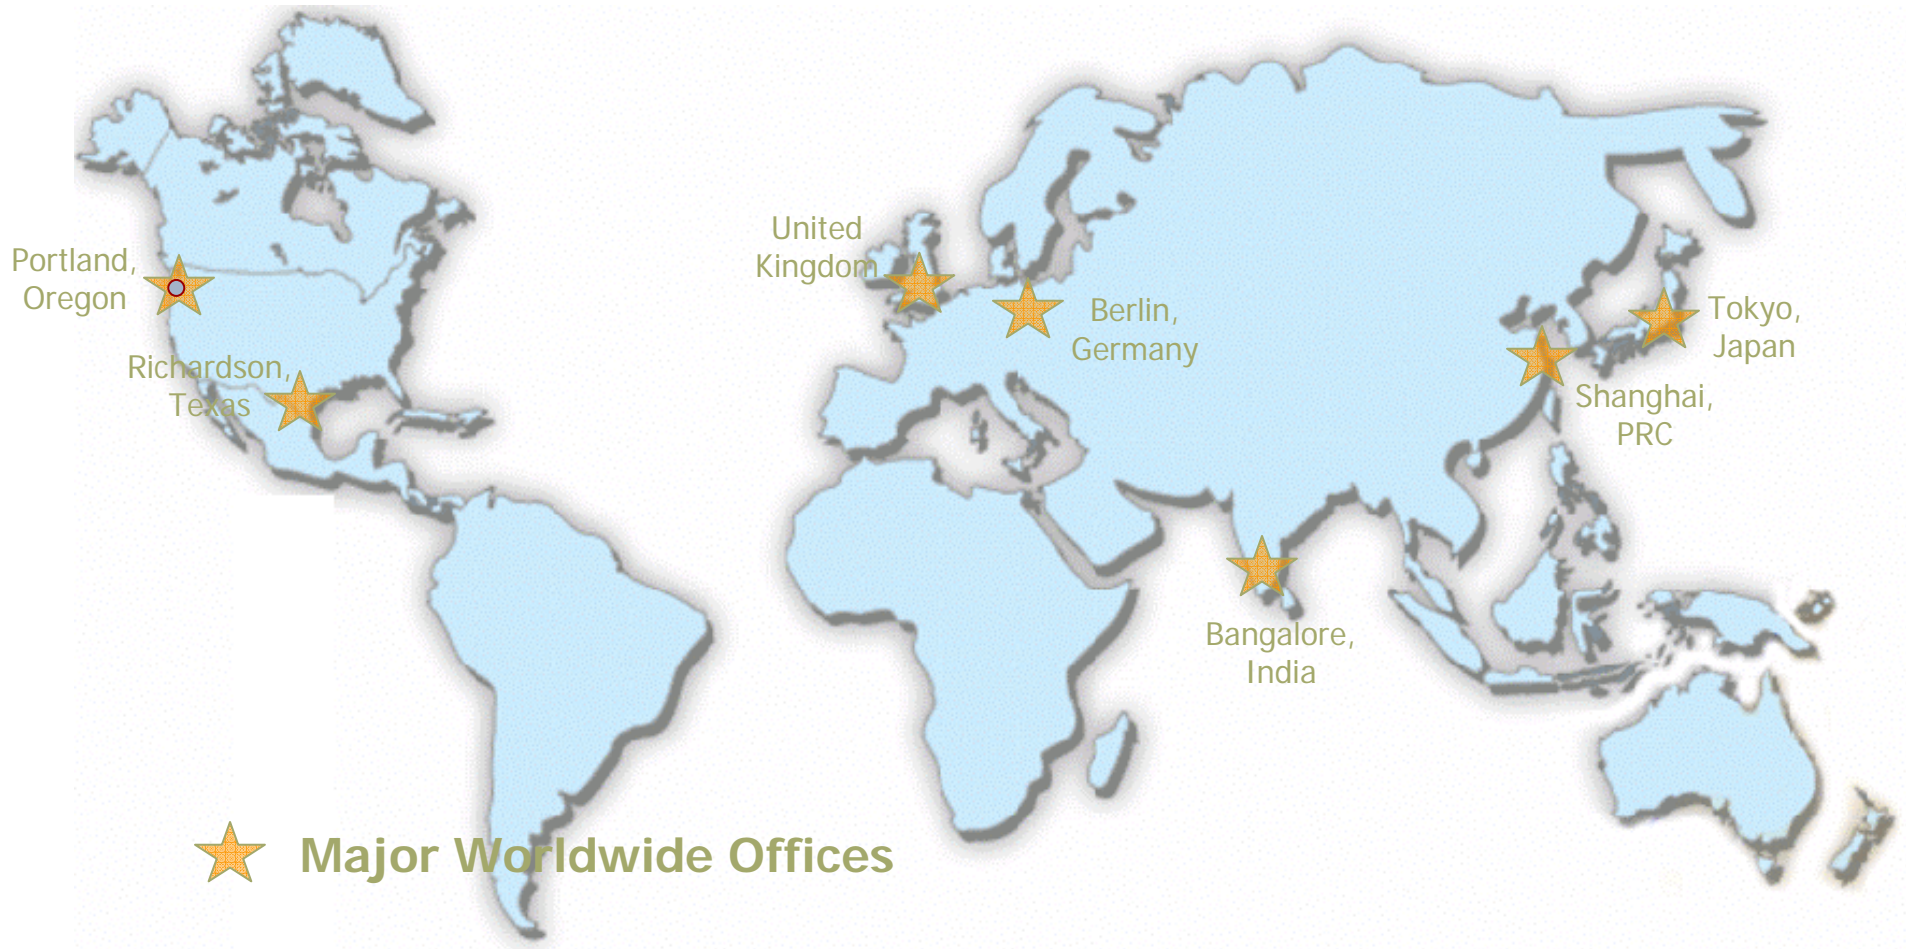 United
Kingdom
Portland,
Oregon
Berlin,
Germany
Tokyo,
Japan
Richardson,
Texas
Shanghai,
PRC
Bangalore,
India
Major Worldwide Offices